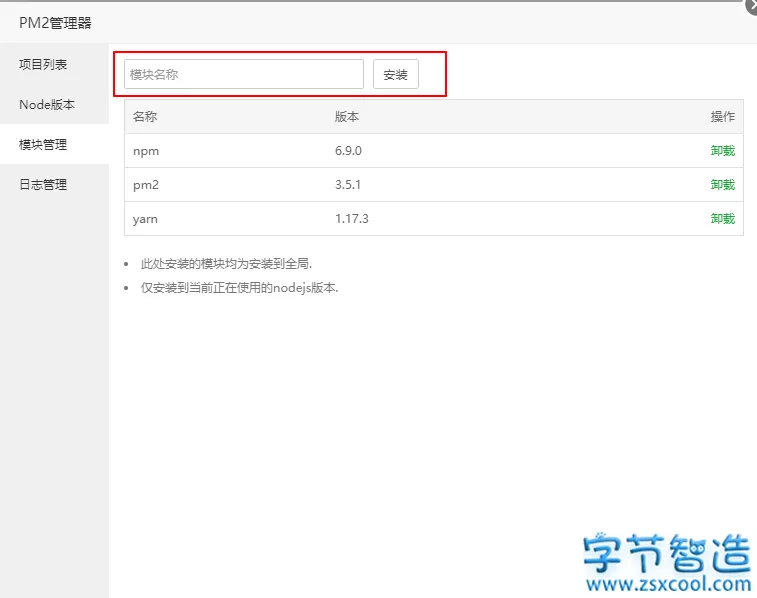 PM2管理器
项目列表
Node版本
模块管理
日志管理
模块名称 安装
名称 版本 操作
npm 6.9.0 卸载
pm2 3.5.1 卸载
yarn 1.17.3 卸载
此处安装的模块均为安装到全局.
仅安装到当前正在使用的nodejs版本.
字节智造
www.zsxcool.com